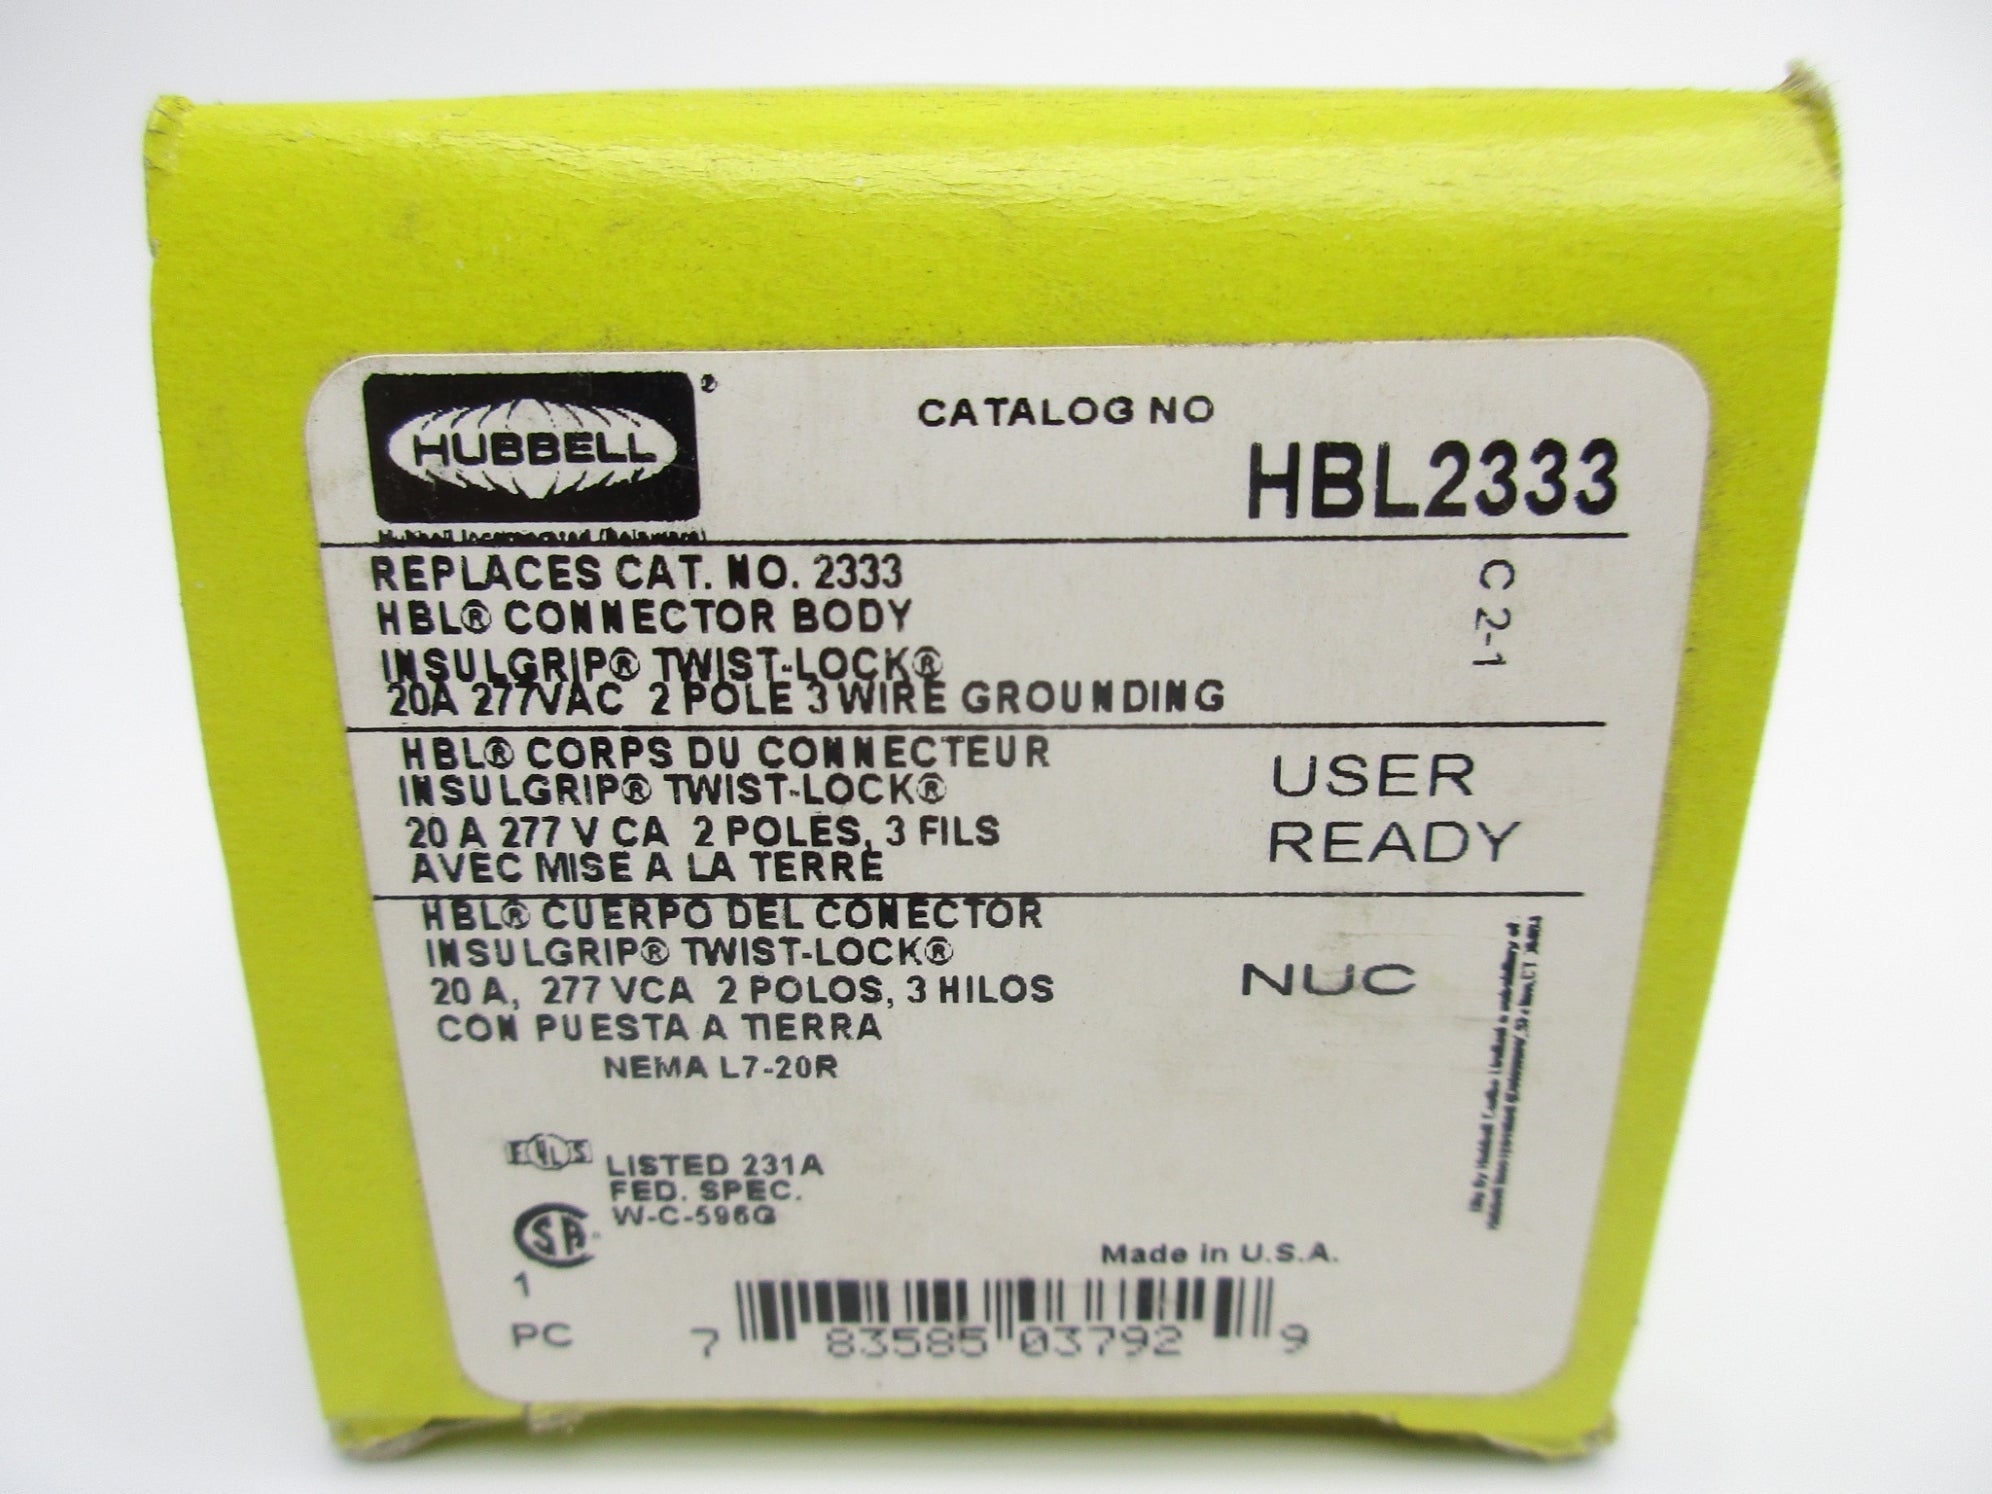 HUBBELL®
CATALOG NO
HBL2333
Hubbell Incorporated (Delaware)
REPLACES CAT. NO. 2333
HBL® CONNECTOR BODY
INSULGRIP® TWIST-LOCK®
20A 277VAC 2 POLE 3 WIRE GROUNDING
C 2-1
HBL® CORPS DU CONNECTEUR
INSULGRIP® TWIST-LOCK®
20 A 277 V CA 2 POLES, 3 FILS
AVEC MISE A LA TERRE
USER
READY
HBL® CUERPO DEL CONECTOR
INSULGRIP® TWIST-LOCK®
20 A, 277 VCA 2 POLOS, 3 HILOS
CON PUESTA A TIERRA
NUC
NEMA L7-20R
LISTED 231A
FED. SPEC.
W-C-596G
SA
Made in U.S.A.
1
PC
7 83585 03792 9